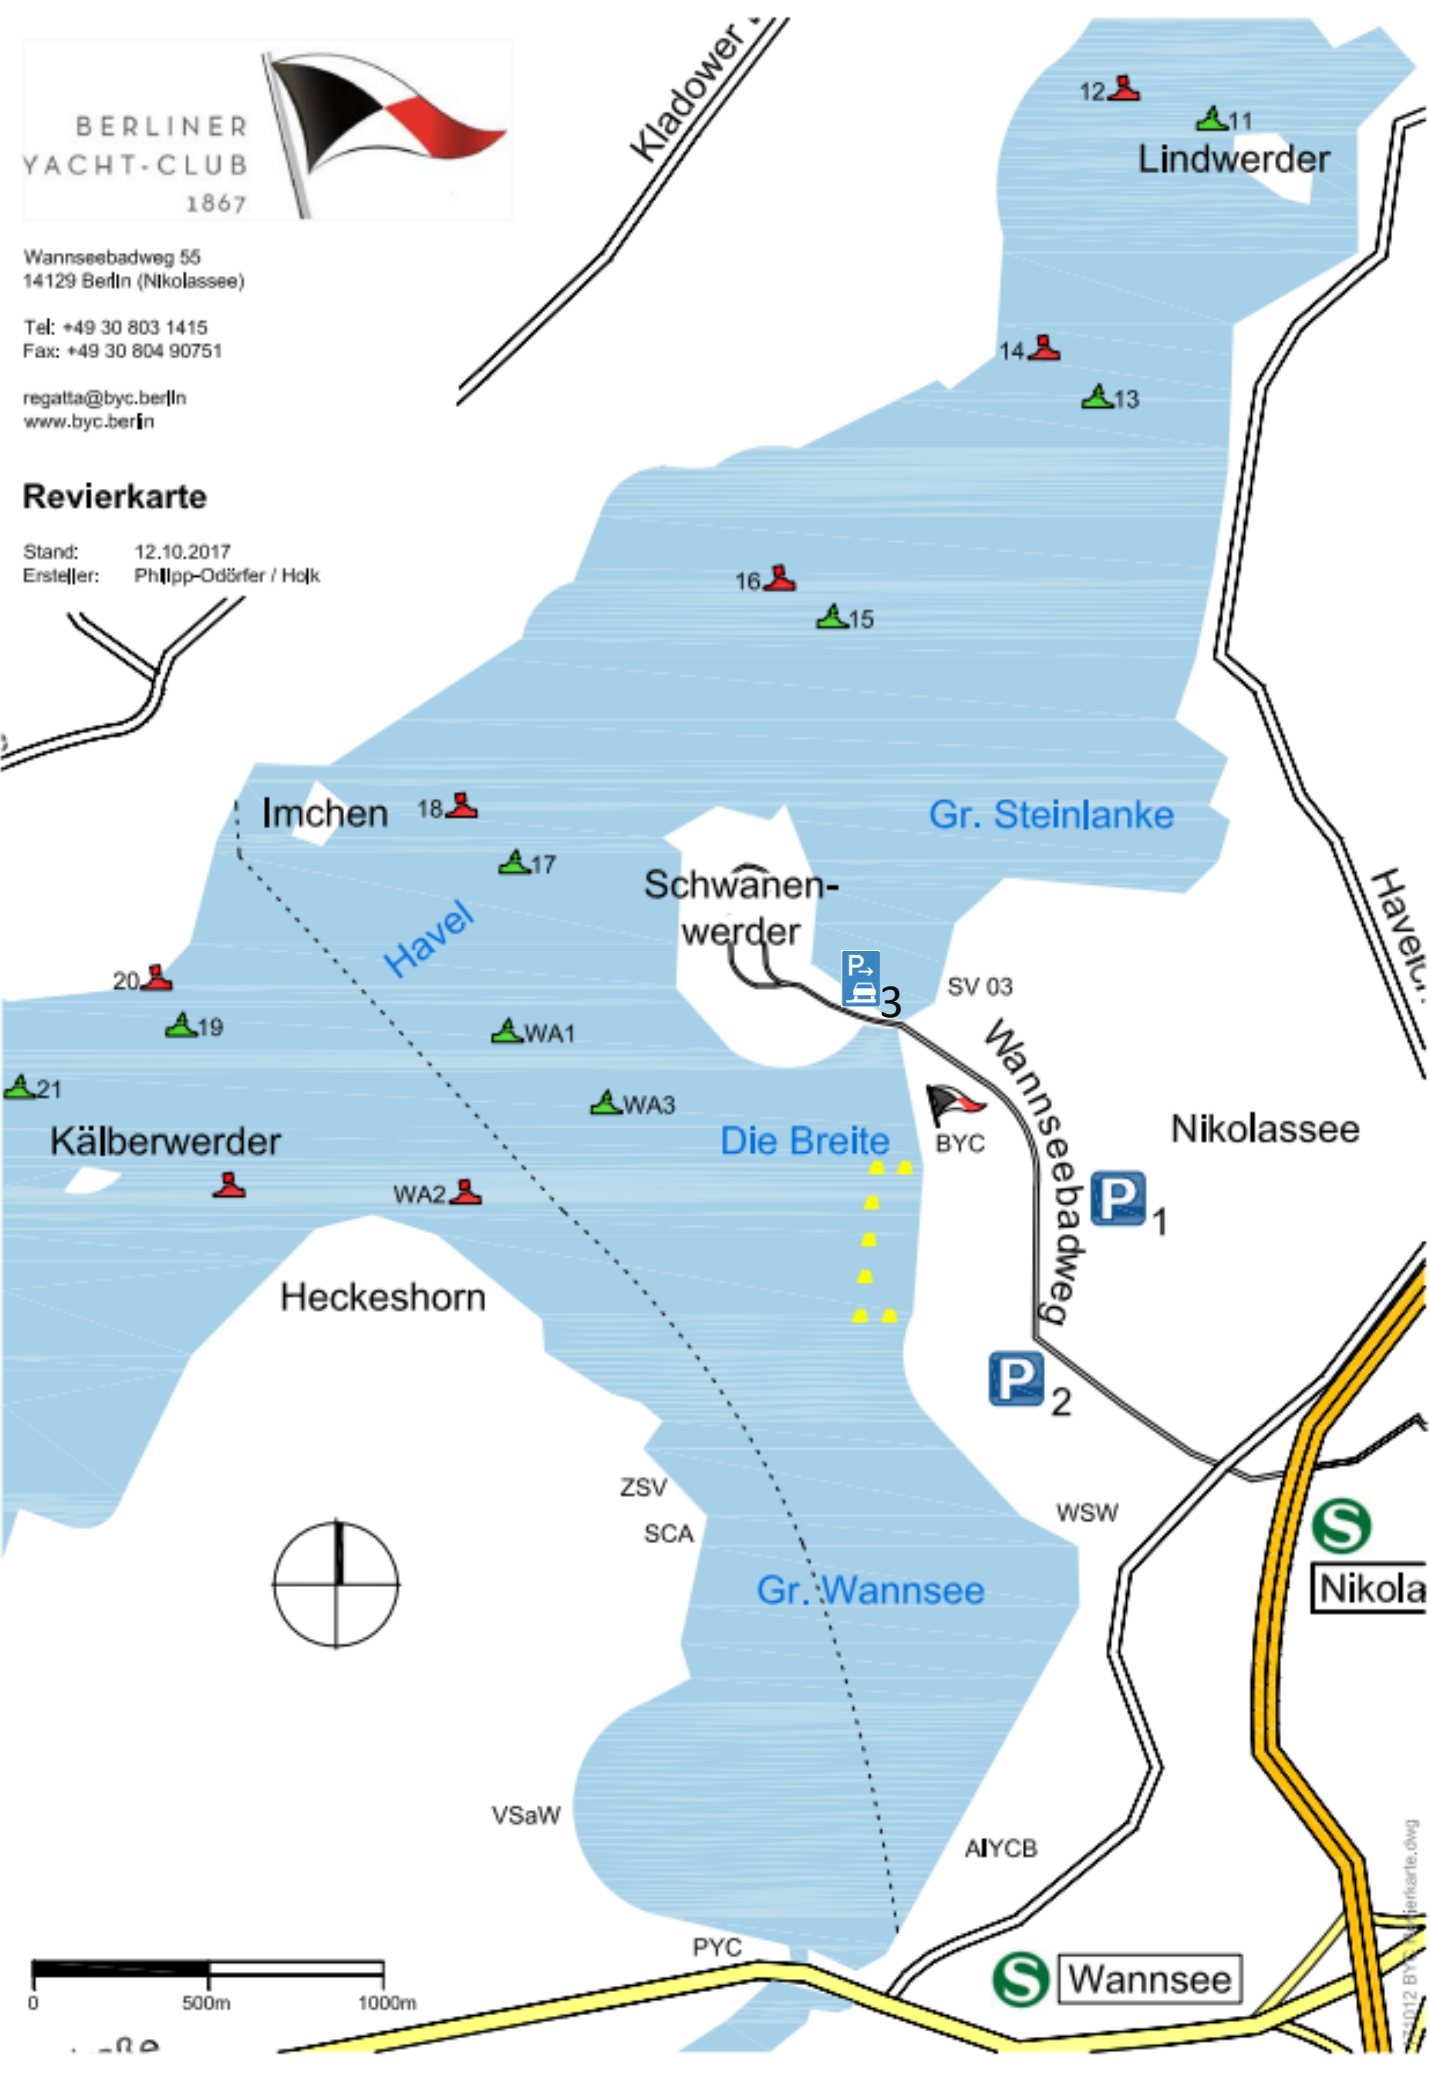 BERLINER
YACHT-CLUB
1867
Wannseebadweg 55
14129 Berlin (Nikolassee)
Tel: +49 30 803 1415
Fax: +49 30 804 90751
regatta@byc.berlin
www.byc.berlin
Revierkarte
Stand: 12.10.2017
Ersteller: Philipp-Odörfer / Holk
Kladower
12
11
Lindwerder
14
13
16
15
Imchen
18
17
Gr. Steinlanke
Schwanen-
werder
Havel
Havelch
P→
3
SV 03
20
19
WA1
21
WA3
Kälberwerder
Die Breite
BYC
Wannseebadweg
Nikolassee
WA2
P
1
Heckeshorn
P
2
ZSV
SCA
WSW
S
Nikola
Gr. Wannsee
VSaW
AIYCB
PYC
S
Wannsee
0
500m
1000m